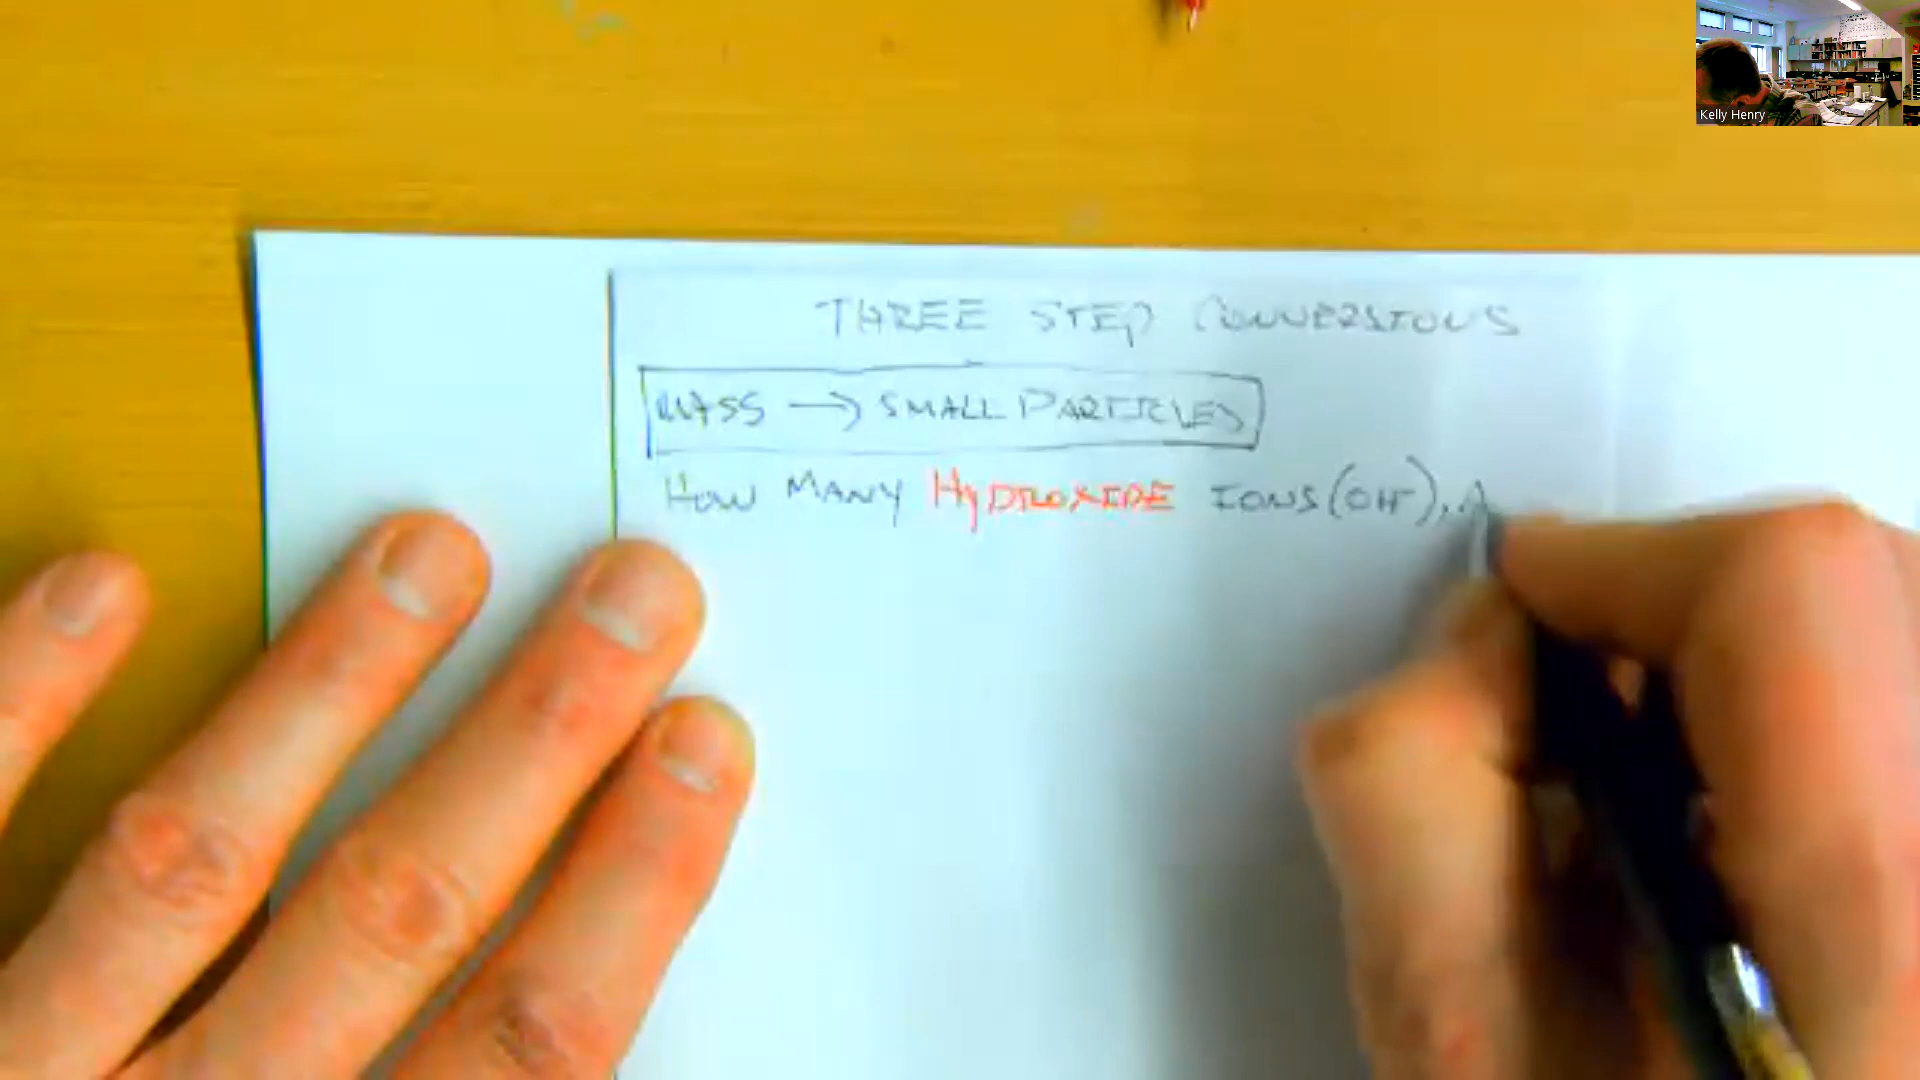 Kelly Henry
THREE STEP CONVERSIONS
MASS → SMALL PARTICLES
HOW MANY HYDROXIDE IONS (OH⁻), A